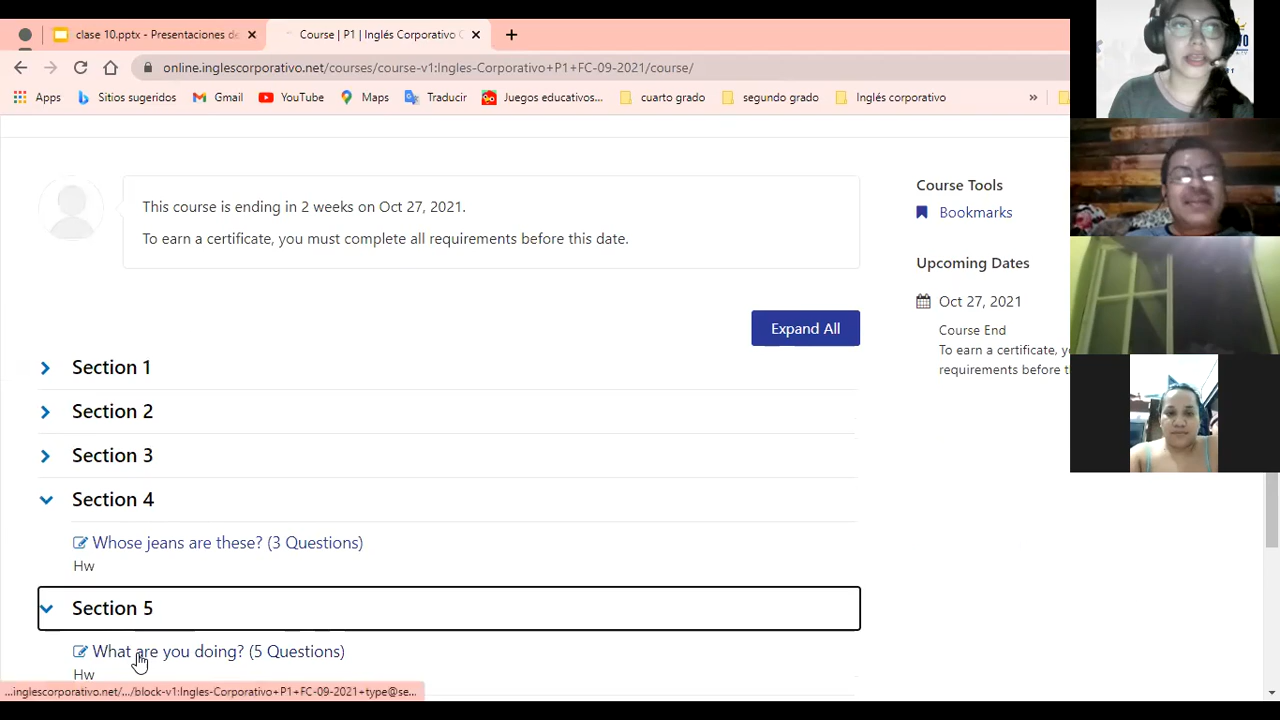 clase 10.pptx - Presentaciones de
Course | P1 | Inglés Corporativo
online.inglescorporativo.net/courses/course-v1:Ingles-Corporativo+P1+FC-09-2021/course/
Apps
Sitios sugeridos
Gmail
YouTube
Maps
Traducir
Juegos educativos...
cuarto grado
segundo grado
Inglés corporativo
»
This course is ending in 2 weeks on Oct 27, 2021.
To earn a certificate, you must complete all requirements before this date.
Expand All
Section 1
Section 2
Section 3
Section 4
Whose jeans are these? (3 Questions)
Hw
Section 5
What are you doing? (5 Questions)
Hw
Course Tools
Bookmarks
Upcoming Dates
Oct 27, 2021
Course End
To earn a certificate,
requirements before
...inglescorporativo.net/.../block-v1:Ingles-Corporativo+P1+FC-09-2021+type@se...